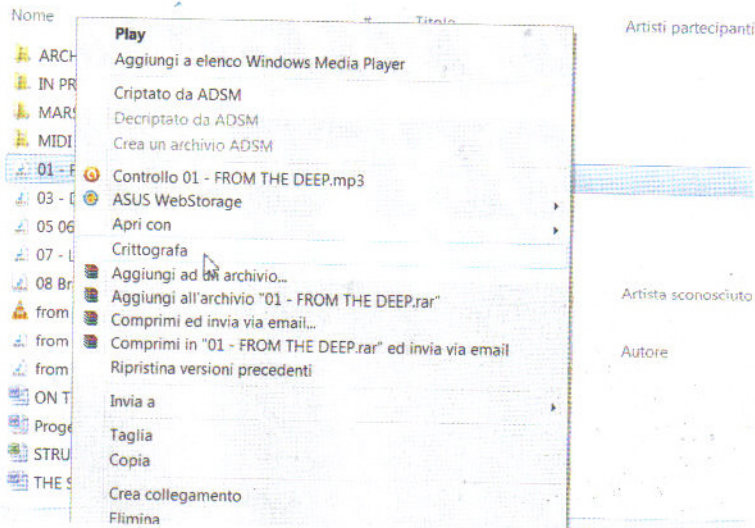 Nome
#
Titolo
Artisti partecipanti
ARCH
IN PR
MARS
MIDI
01 - F
03 - D
05 06
07 - L
08 Br
from
from
from
ON T
Proge
STRU
THE S
Play
Aggiungi a elenco Windows Media Player
Criptato da ADSM
Decriptato da ADSM
Crea un archivio ADSM
Controllo 01 - FROM THE DEEP.mp3
ASUS WebStorage
Apri con
Crittografa
Aggiungi ad un archivio...
Aggiungi all'archivio "01 - FROM THE DEEP.rar"
Comprimi ed invia via email...
Comprimi in "01 - FROM THE DEEP.rar" ed invia via email
Ripristina versioni precedenti
Invia a
Taglia
Copia
Crea collegamento
Elimina
Artista sconosciuto
Autore